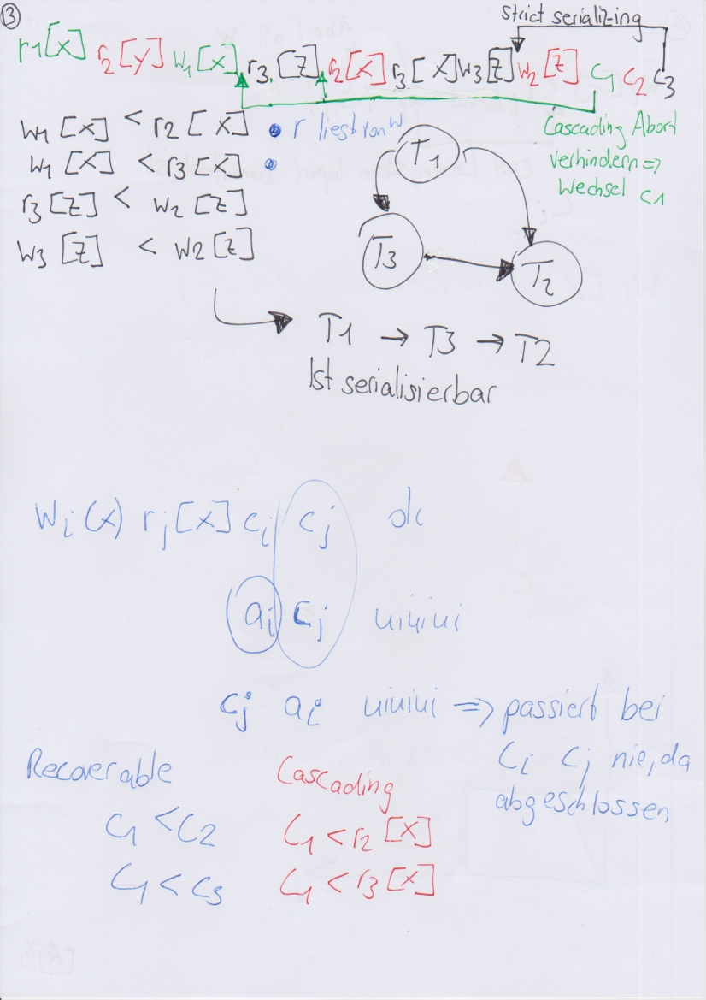 3
strict serializing
r1[x] r2[y] w1[x] r3[z] r2[x] r3[x] w3[z] w2[z] c1 c2 c3
w1[x] < r2[x] • r liest von w
w1[x] < r3[x] •
r3[z] < w2[z]
w3[z] < w2[z]
Cascading Abort
verhindern =>
Wechsel c1
T1
T3
T2
T1 → T3 → T2
Ist serialisierbar
wi(x) rj[x] ci cj ok
ai cj uiuiui
cj ai uiuiui => passiert bei
ci cj nie, da
abgeschlossen
Recoverable
c1 < c2
c1 < c3
Cascading
c1 < r2[x]
c1 < r3[x]